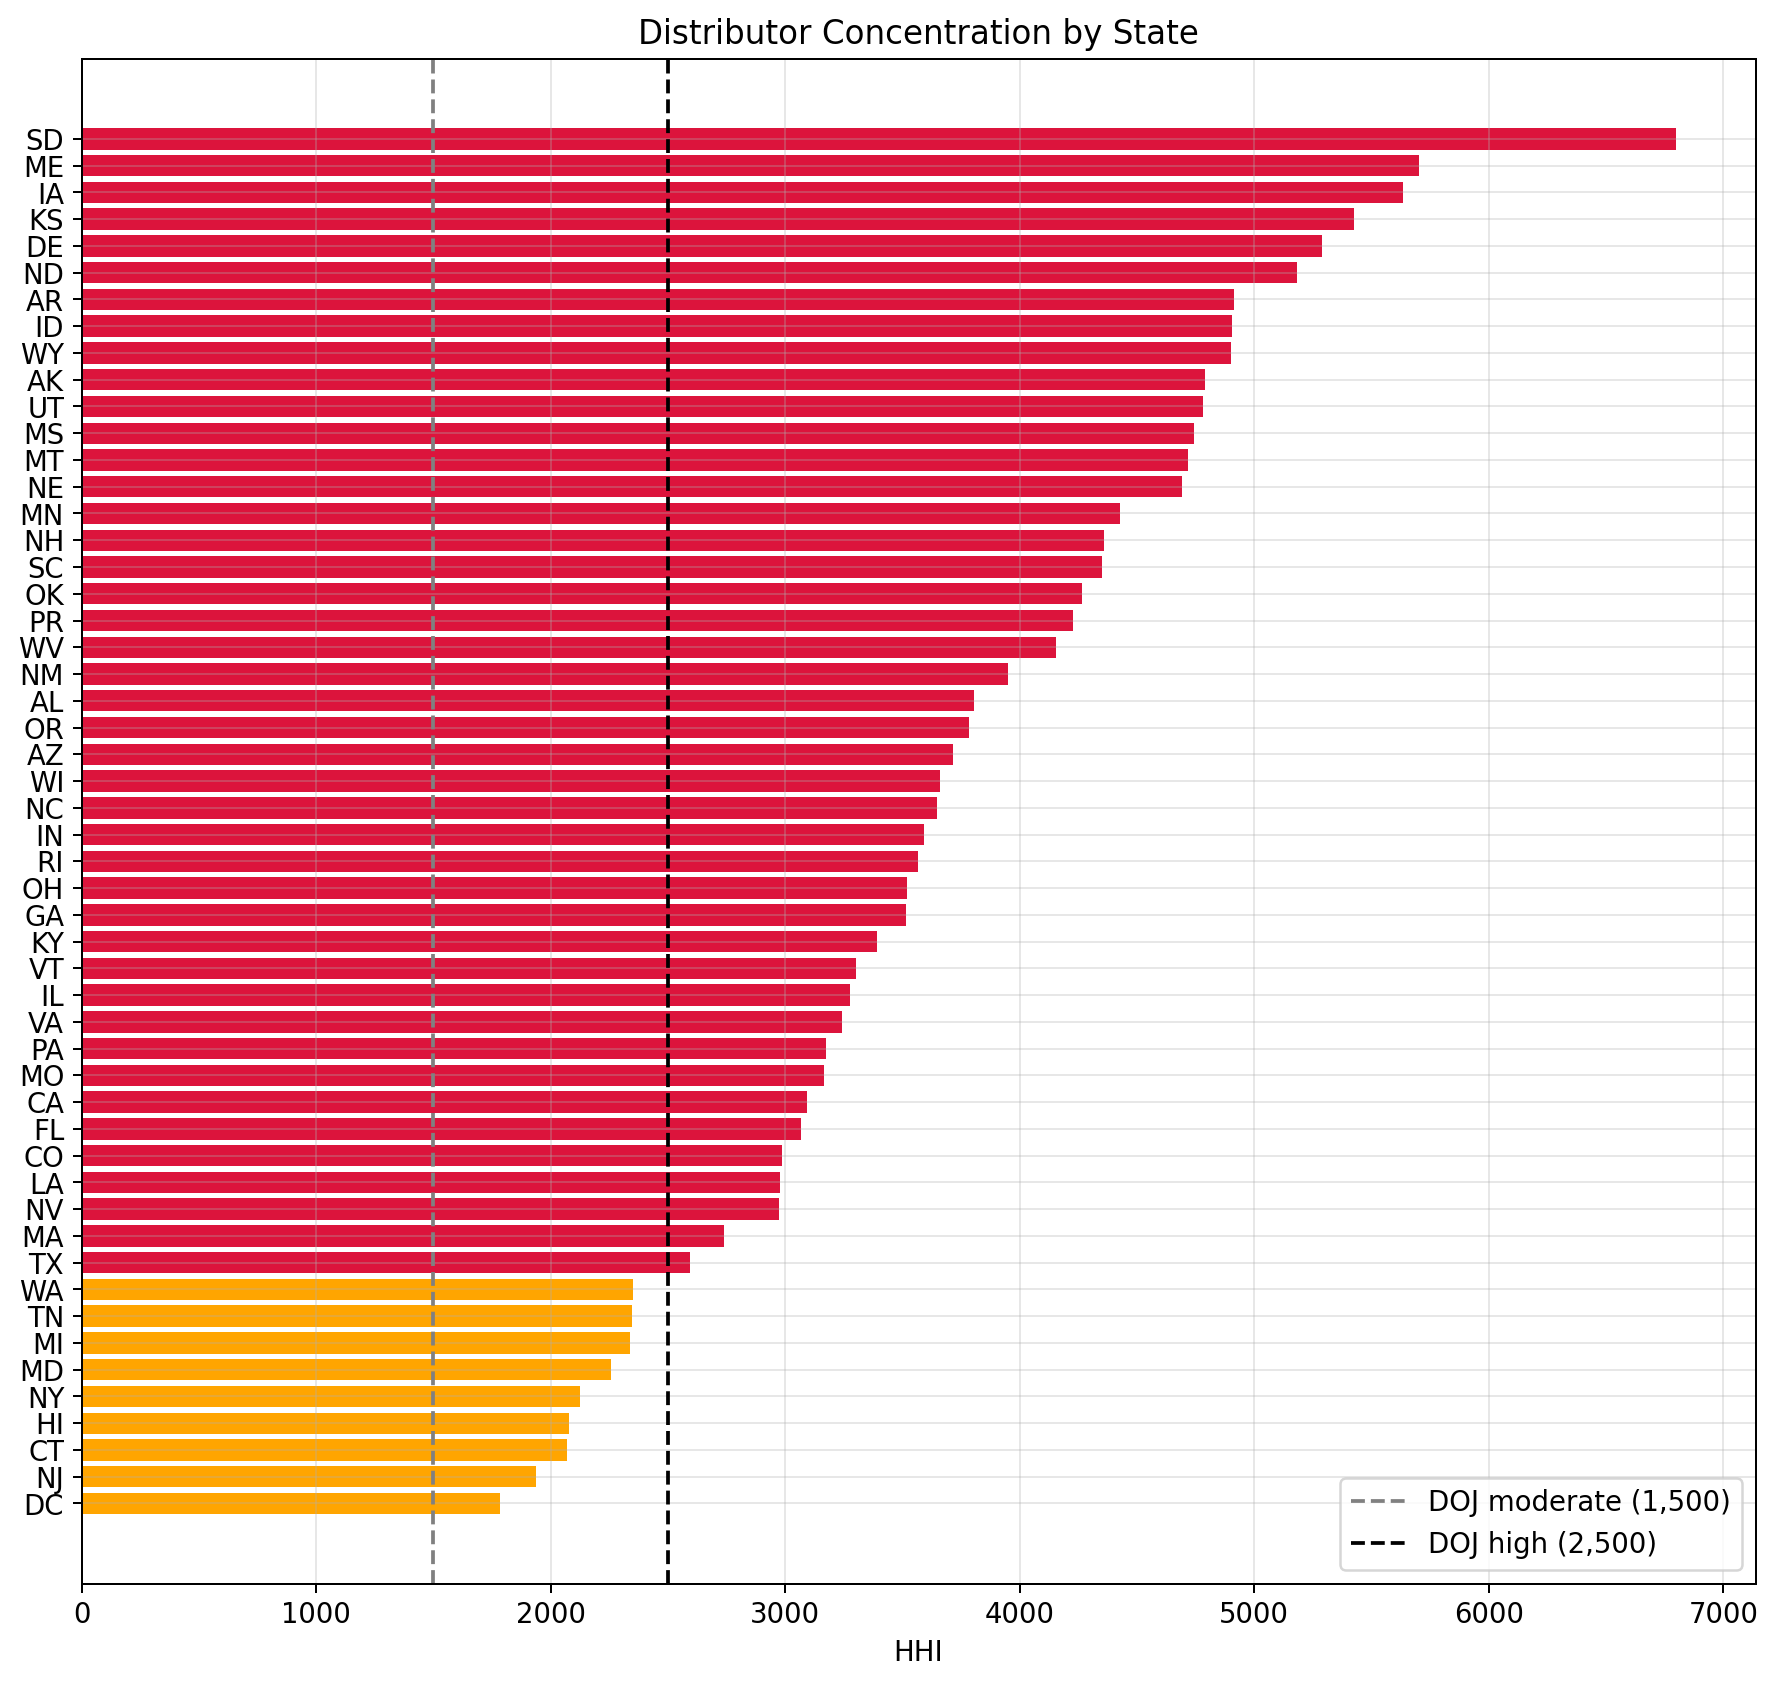 Distributor Concentration by State
SD
ME
IA
KS
DE
ND
AR
ID
WY
AK
UT
MS
MT
NE
MN
NH
SC
OK
PR
WV
NM
AL
OR
AZ
WI
NC
IN
RI
OH
GA
KY
VT
IL
VA
PA
MO
CA
FL
CO
LA
NV
MA
TX
WA
TN
MI
MD
NY
HI
CT
NJ
DC
DOJ moderate (1,500)
DOJ high (2,500)
0 1000 2000 3000 4000 5000 6000 7000
HHI